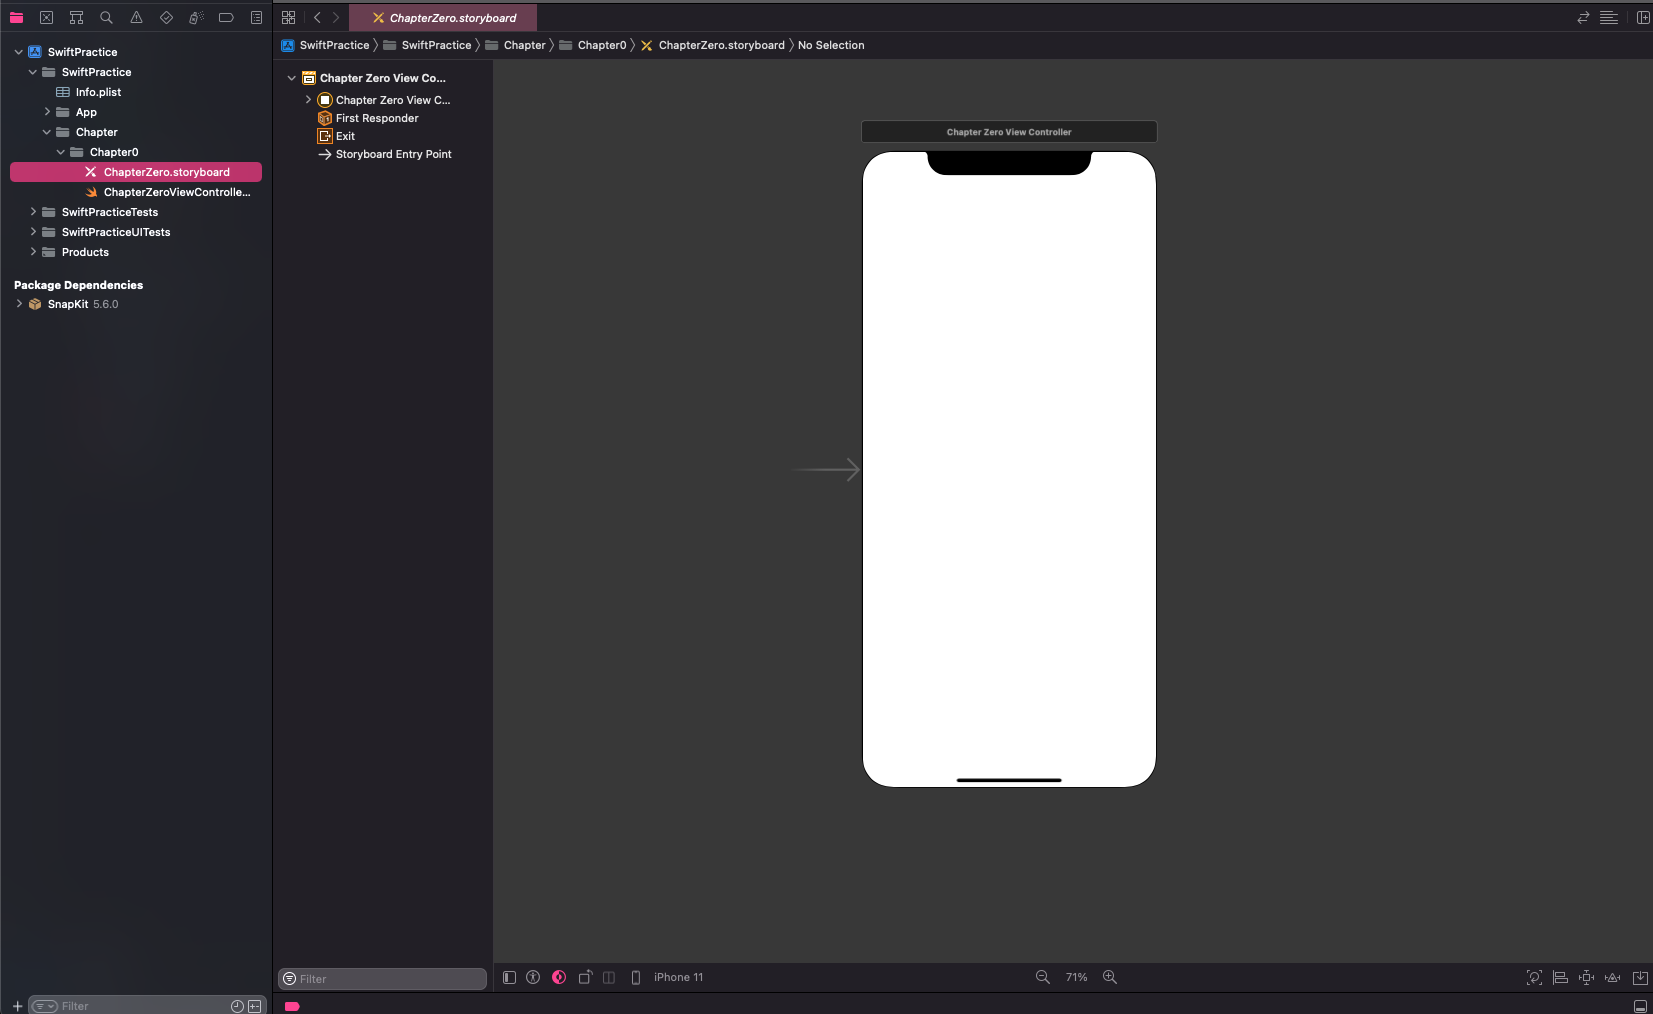 ChapterZero.storyboard
SwiftPractice
SwiftPractice
Info.plist
App
Chapter
Chapter0
ChapterZero.storyboard
ChapterZeroViewControlle...
SwiftPracticeTests
SwiftPracticeUITests
Products
Package Dependencies
SnapKit 5.6.0
Filter
SwiftPractice SwiftPractice Chapter Chapter0 ChapterZero.storyboard No Selection
Chapter Zero View Co...
Chapter Zero View C...
First Responder
Exit
Storyboard Entry Point
Filter
Chapter Zero View Controller
iPhone 11
71%